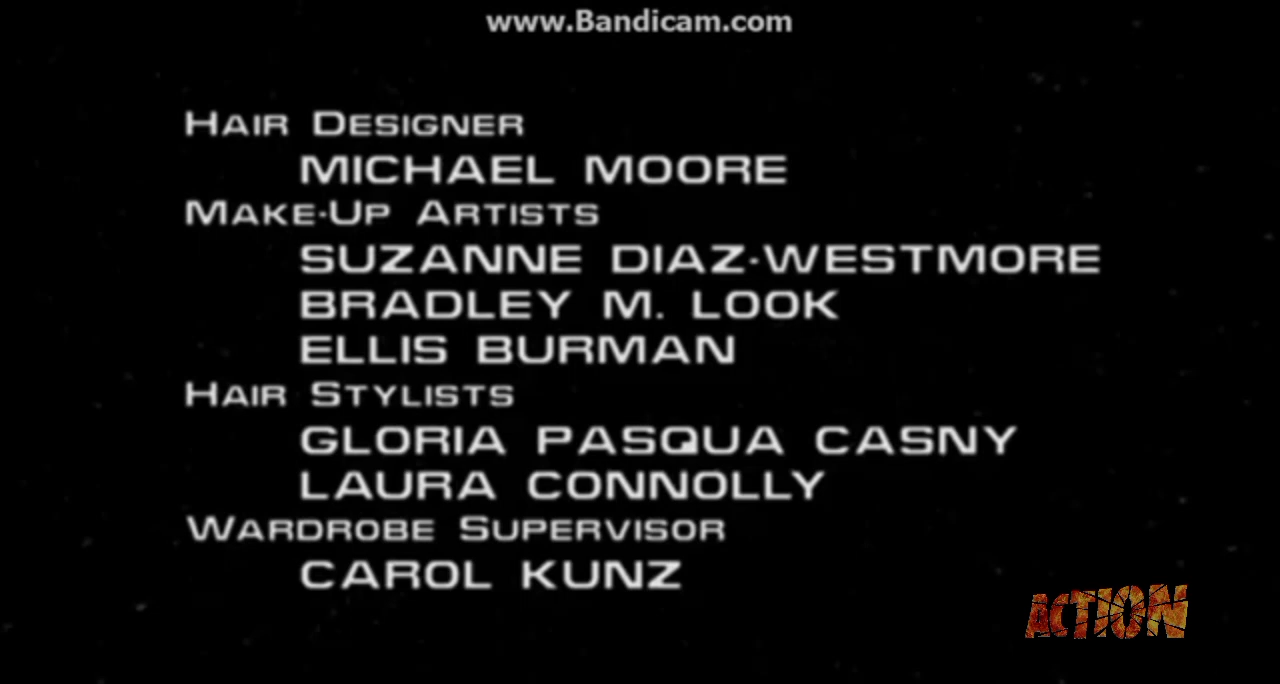 www.Bandicam.com
HAIR DESIGNER
MICHAEL MOORE
MAKE-UP ARTISTS
SUZANNE DIAZ-WESTMORE
BRADLEY M. LOOK
ELLIS BURMAN
HAIR STYLISTS
GLORIA PASQUA CASNY
LAURA CONNOLLY
WARDROBE SUPERVISOR
CAROL KUNZ
ACTION